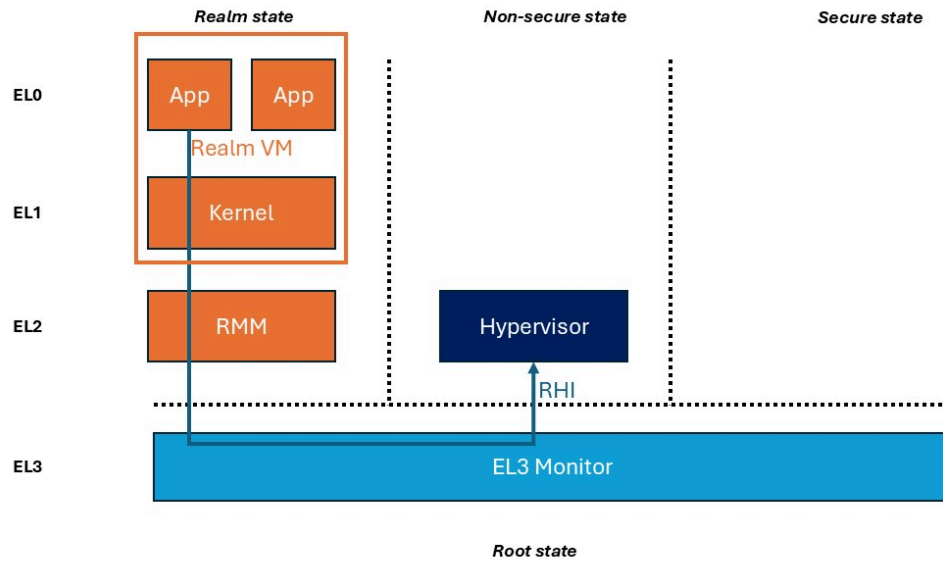 Realm state
Non-secure state
Secure state
EL0
App
App
Realm VM
EL1
Kernel
EL2
RMM
Hypervisor
RHI
EL3
EL3 Monitor
Root state